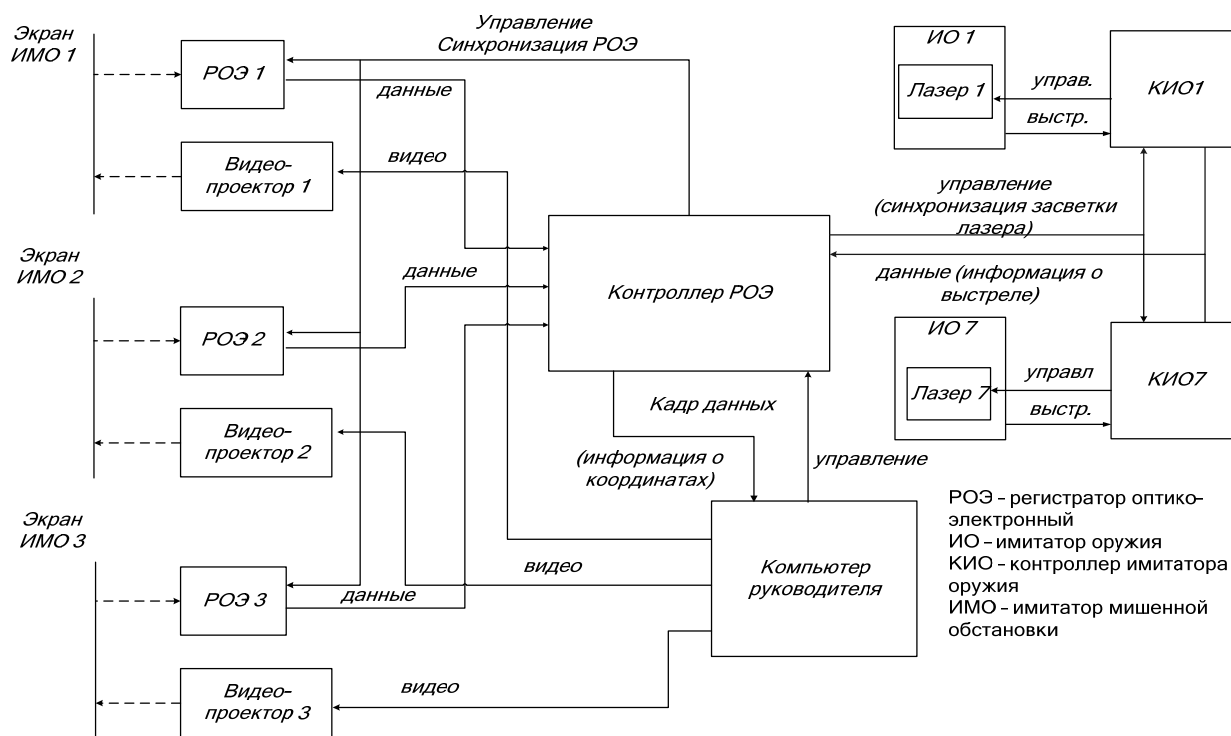 Экран
ИМО 1
РОЭ 1
данные
Управление
Синхронизация РОЭ
Видео-
проектор 1
видео
ИО 1
Лазер 1
управ.
выстр.
КИО1
управление
(синхронизация засветки
лазера)
данные (информация о
выстреле)
Экран
ИМО 2
РОЭ 2
данные
Контроллер РОЭ
ИО 7
Лазер 7
управл
выстр.
КИО7
Видео-
проектор 2
Кадр данных
(информация о
координатах)
управление
Экран
ИМО 3
РОЭ 3
данные
видео
Компьютер
руководителя
Видео-
проектор 3
видео
РОЭ – регистратор оптико-
электронный
ИО – имитатор оружия
КИО – контроллер имитатора
оружия
ИМО – имитатор мишенной
обстановки